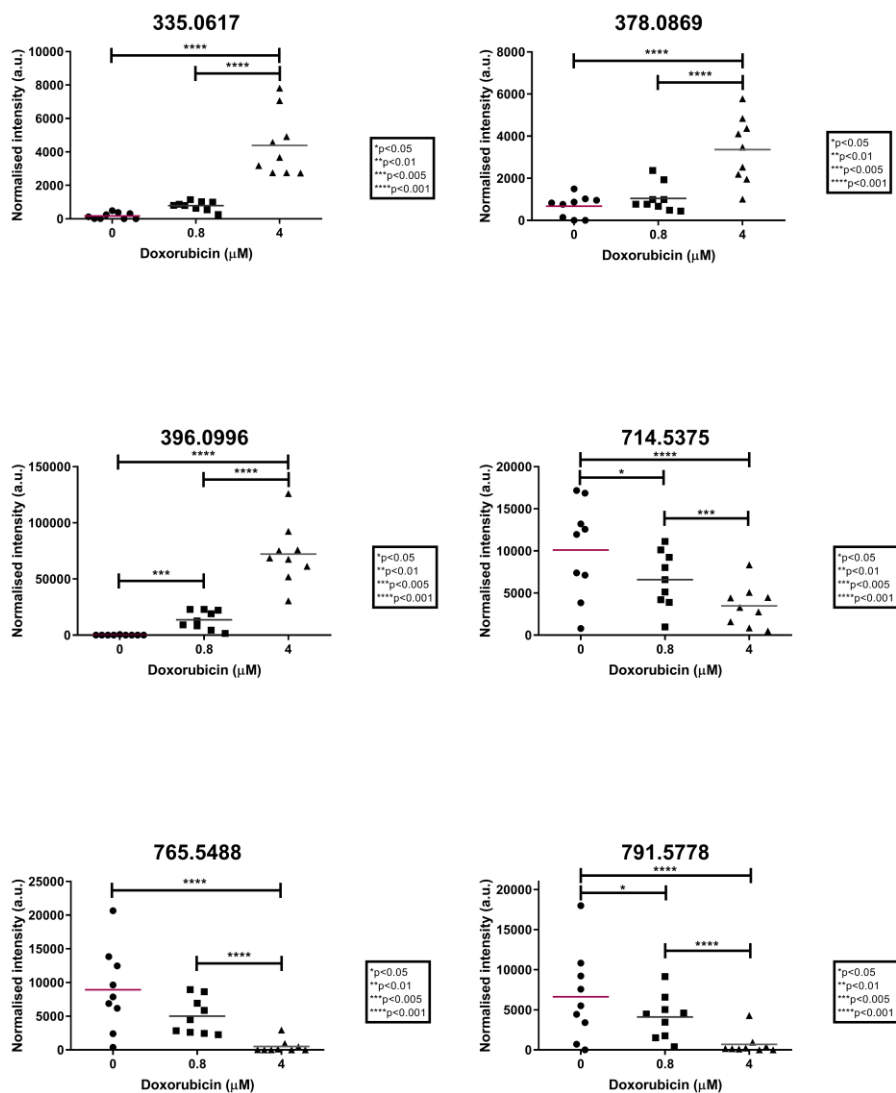 335.0617
****
****
10000
8000
6000
4000
2000
0
Normalised intensity (a.u.)
0
0.8
4
Doxorubicin (μM)
*p<0.05
**p<0.01
***p<0.005
****p<0.001
378.0869
****
****
8000
6000
4000
2000
0
Normalised intensity (a.u.)
0
0.8
4
Doxorubicin (μM)
*p<0.05
**p<0.01
***p<0.005
****p<0.001
396.0996
****
****
***
150000
100000
50000
0
Normalised intensity (a.u.)
0
0.8
4
Doxorubicin (μM)
*p<0.05
**p<0.01
***p<0.005
****p<0.001
714.5375
****
*
***
20000
15000
10000
5000
0
Normalised intensity (a.u.)
0
0.8
4
Doxorubicin (μM)
*p<0.05
**p<0.01
***p<0.005
****p<0.001
765.5488
****
****
25000
20000
15000
10000
5000
0
Normalised intensity (a.u.)
0
0.8
4
Doxorubicin (μM)
*p<0.05
**p<0.01
***p<0.005
****p<0.001
791.5778
****
*
****
20000
15000
10000
5000
0
Normalised intensity (a.u.)
0
0.8
4
Doxorubicin (μM)
*p<0.05
**p<0.01
***p<0.005
****p<0.001